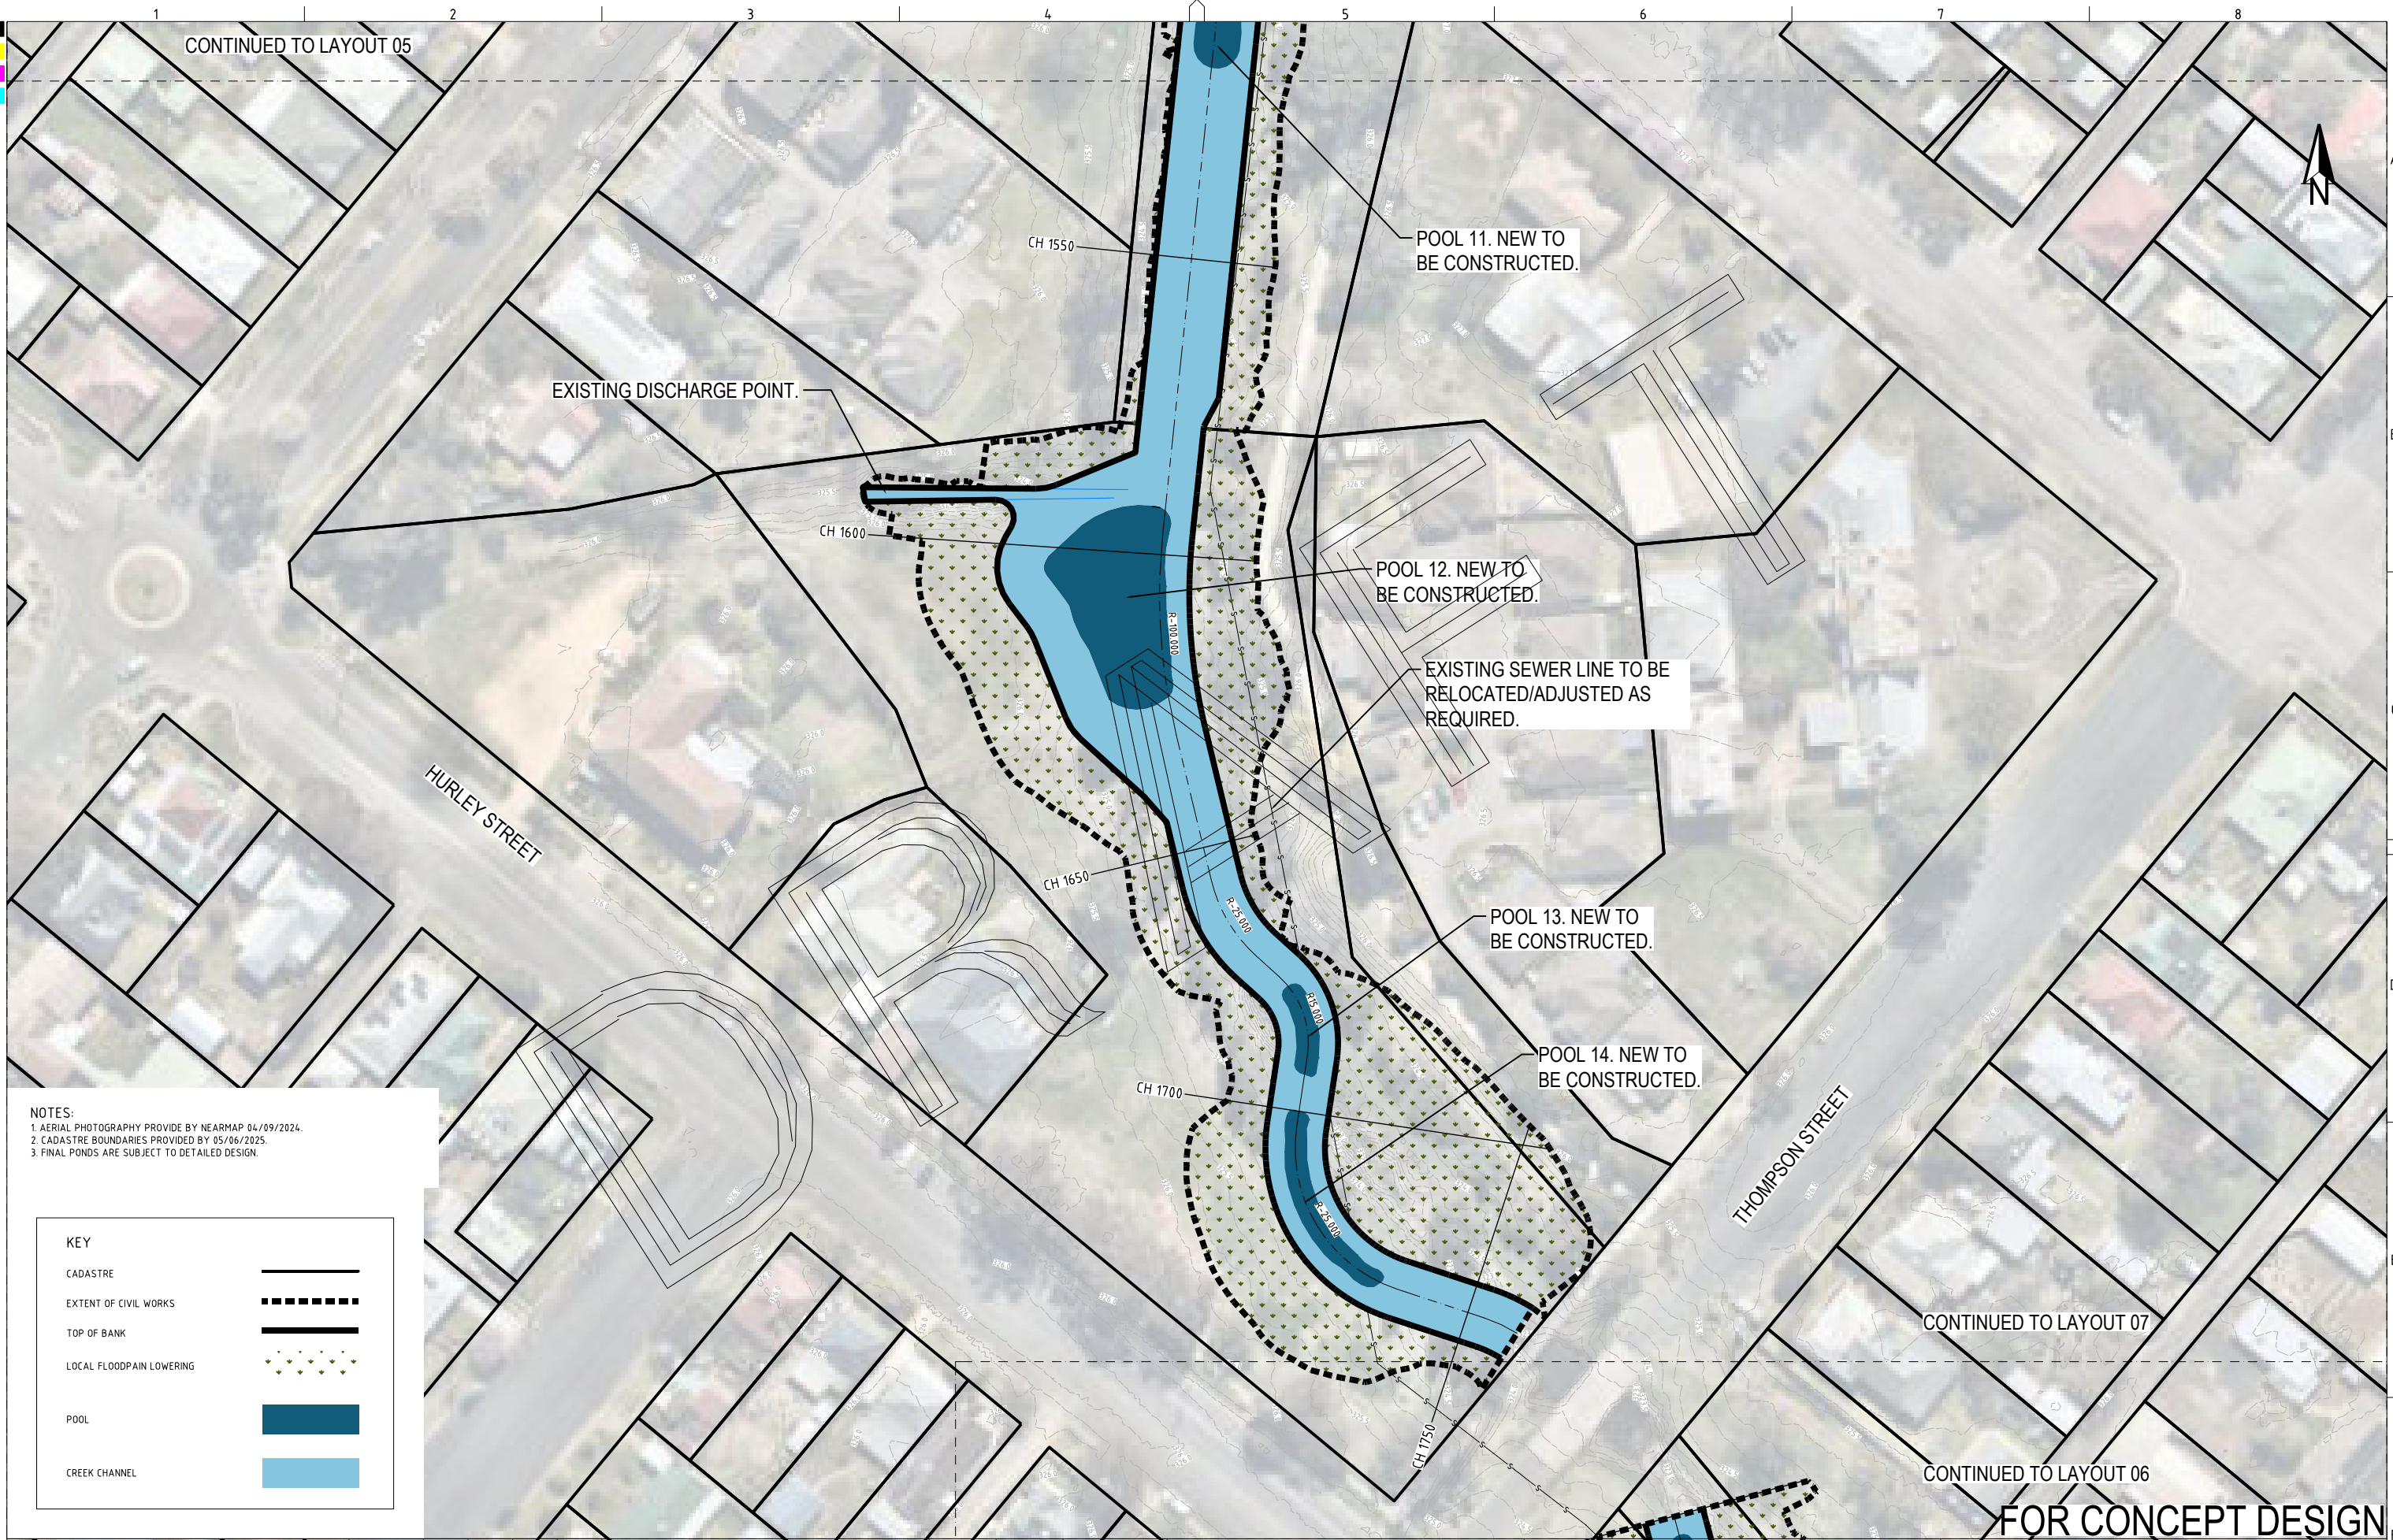 1 2 3 4 5 6 7 8
CONTINUED TO LAYOUT 05
N
CH 1550
POOL 11. NEW TO
BE CONSTRUCTED.
EXISTING DISCHARGE POINT.
CH 1600
POOL 12. NEW TO
BE CONSTRUCTED.
R-100.000
EXISTING SEWER LINE TO BE
RELOCATED/ADJUSTED AS
REQUIRED.
HURLEY STREET
DRAFT
CH 1650
R-25.000
POOL 13. NEW TO
BE CONSTRUCTED.
R15.000
POOL 14. NEW TO
BE CONSTRUCTED.
CH 1700
THOMPSON STREET
R-25.000
NOTES:
1. AERIAL PHOTOGRAPHY PROVIDE BY NEARMAP 04/09/2024.
2. CADASTRE BOUNDARIES PROVIDED BY 05/06/2025.
3. FINAL PONDS ARE SUBJECT TO DETAILED DESIGN.
KEY
CADASTRE
EXTENT OF CIVIL WORKS
TOP OF BANK
LOCAL FLOODPAIN LOWERING
POOL
CREEK CHANNEL
CONTINUED TO LAYOUT 07
CH 1750
CONTINUED TO LAYOUT 06
FOR CONCEPT DESIGN